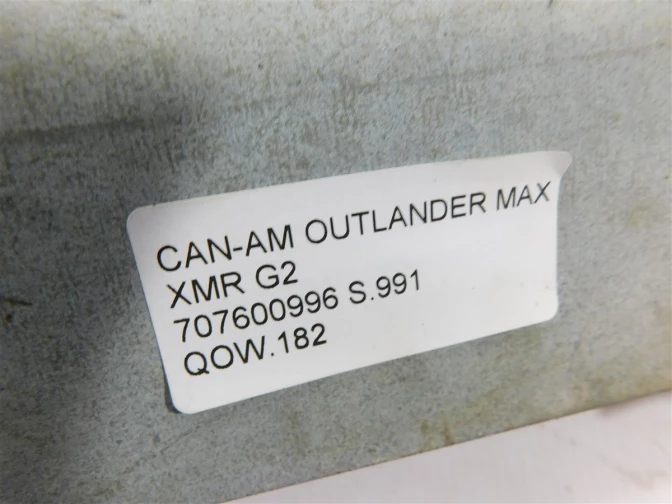 CAN-AM OUTLANDER MAX
XMR G2
707600996 S.991
QOW.182